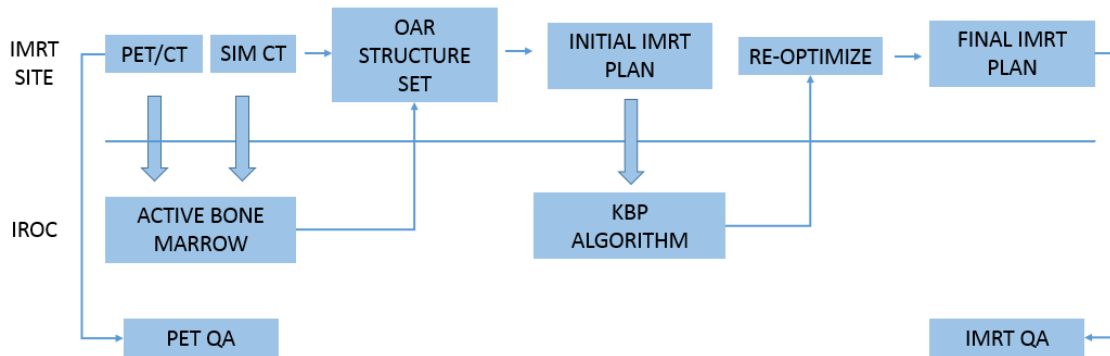 IMRT
SITE
PET/CT
SIM CT
OAR
STRUCTURE
SET
INITIAL IMRT
PLAN
RE-OPTIMIZE
FINAL IMRT
PLAN
IROC
ACTIVE BONE
MARROW
KBP
ALGORITHM
PET QA
IMRT QA